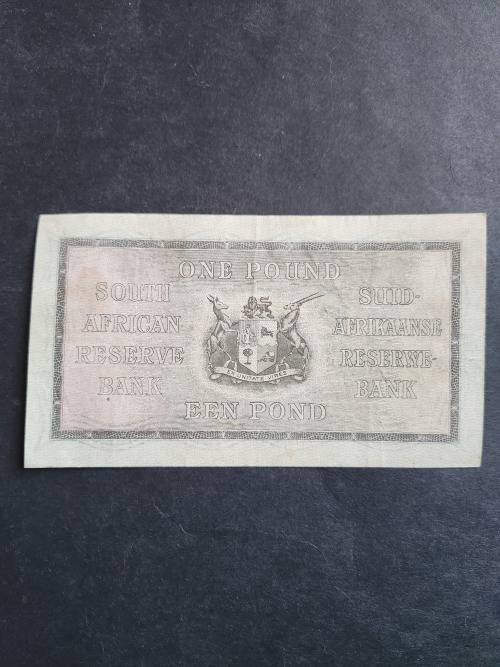 ONE POUND
SOUTH
AFRICAN
RESERVE
BANK
SUID-
AFRIKAANSE
RESERWE-
BANK
EX UNITATE VIRES
EEN POND